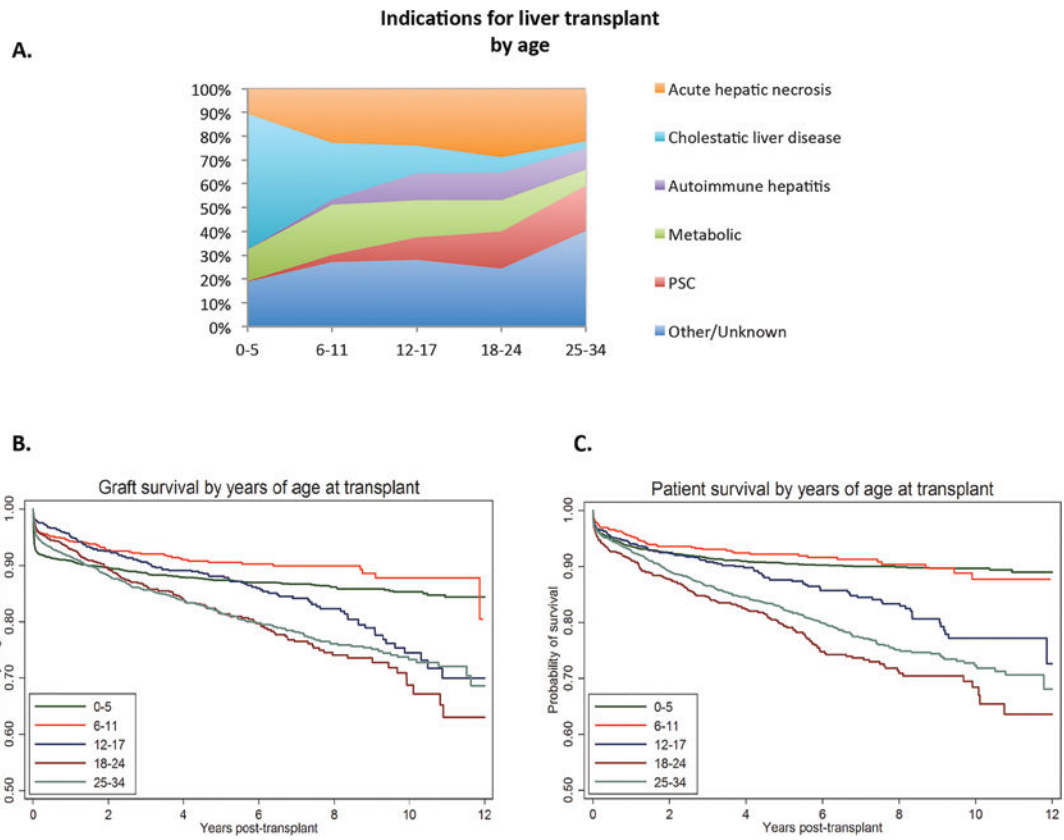 Indications for liver transplant
by age
A.
100%
90%
80%
70%
60%
50%
40%
30%
20%
10%
0%
0-5 6-11 12-17 18-24 25-34
Acute hepatic necrosis
Cholestatic liver disease
Autoimmune hepatitis
Metabolic
PSC
Other/Unknown
B.
Graft survival by years of age at transplant
1.00
0.90
0.80
0.70
0.60
0.50
0-5
6-11
12-17
18-24
25-34
0 2 4 6 8 10 12
Years post-transplant
C.
Patient survival by years of age at transplant
Probability of survival
1.00
0.90
0.80
0.70
0.60
0.50
0-5
6-11
12-17
18-24
25-34
0 2 4 6 8 10 12
Years post-transplant